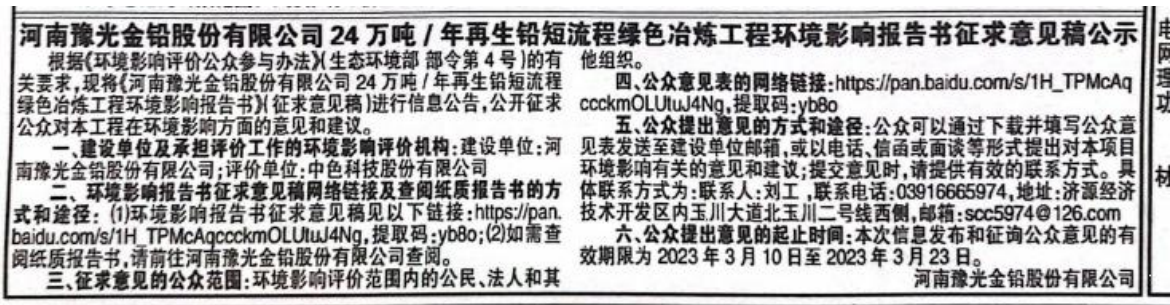 河南豫光金铅股份有限公司24万吨/年再生铅短流程绿色冶炼工程环境影响报告书征求意见稿公示
根据《环境影响评价公众参与办法》(生态环境部 部令第4号)的有
关要求,现将《河南豫光金铅股份有限公司24万吨/年再生铅短流程
绿色冶炼工程环境影响报告书》(征求意见稿)进行信息公告,公开征求
公众对本工程在环境影响方面的意见和建议。
一、建设单位及承担评价工作的环境影响评价机构:建设单位:河
南豫光金铅股份有限公司;评价单位:中色科技股份有限公司
二、环境影响报告书征求意见稿网络链接及查阅纸质报告书的方
式和途径:(1)环境影响报告书征求意见稿见以下链接:https://pan.
baidu.com/s/1H_TPMcAqccckmOLUtuJ4Ng,提取码:yb8o;(2)如需查
阅纸质报告书,请前往河南豫光金铅股份有限公司查阅。
三、征求意见的公众范围:环境影响评价范围内的公民、法人和其
他组织。
四、公众意见表的网络链接:https://pan.baidu.com/s/1H_TPMcAq
ccckmOLUtuJ4Ng,提取码:yb8o
五、公众提出意见的方式和途径:公众可以通过下载并填写公众意
见表发送至建设单位邮箱,或以电话、信函或面谈等形式提出对本项目
环境影响有关的意见和建议;提交意见时,请提供有效的联系方式。具
体联系方式为:联系人:刘工,联系电话:03916665974,地址:济源经济
技术开发区内玉川大道北玉川二号线西侧,邮箱:scc5974@126.com
六、公众提出意见的起止时间:本次信息发布和征询公众意见的有
效期限为2023年3月10日至2023年3月23日。
河南豫光金铅股份有限公司